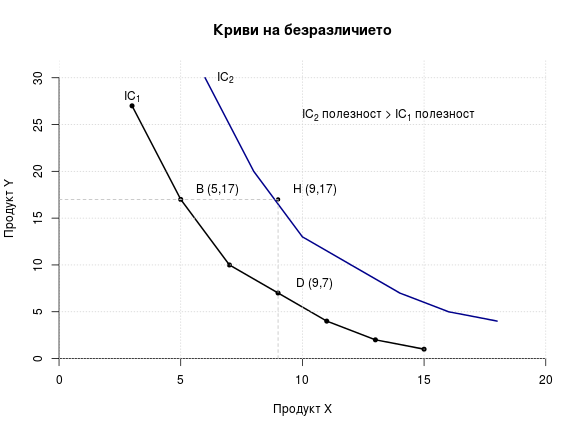 Криви на безразличието
IC2
IC1
IC2 полезност > IC1 полезност
B (5,17)
H (9,17)
D (9,7)
Продукт Y
30
25
20
15
10
5
0
0 5 10 15 20
Продукт X